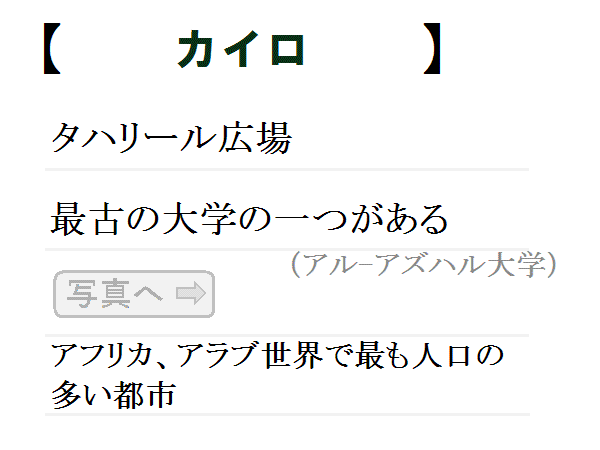 【 カイロ 】
タハリール広場
最古の大学の一つがある
(アル-アズハル大学)
写真へ ⇨
アフリカ、アラブ世界で最も人口の
多い都市